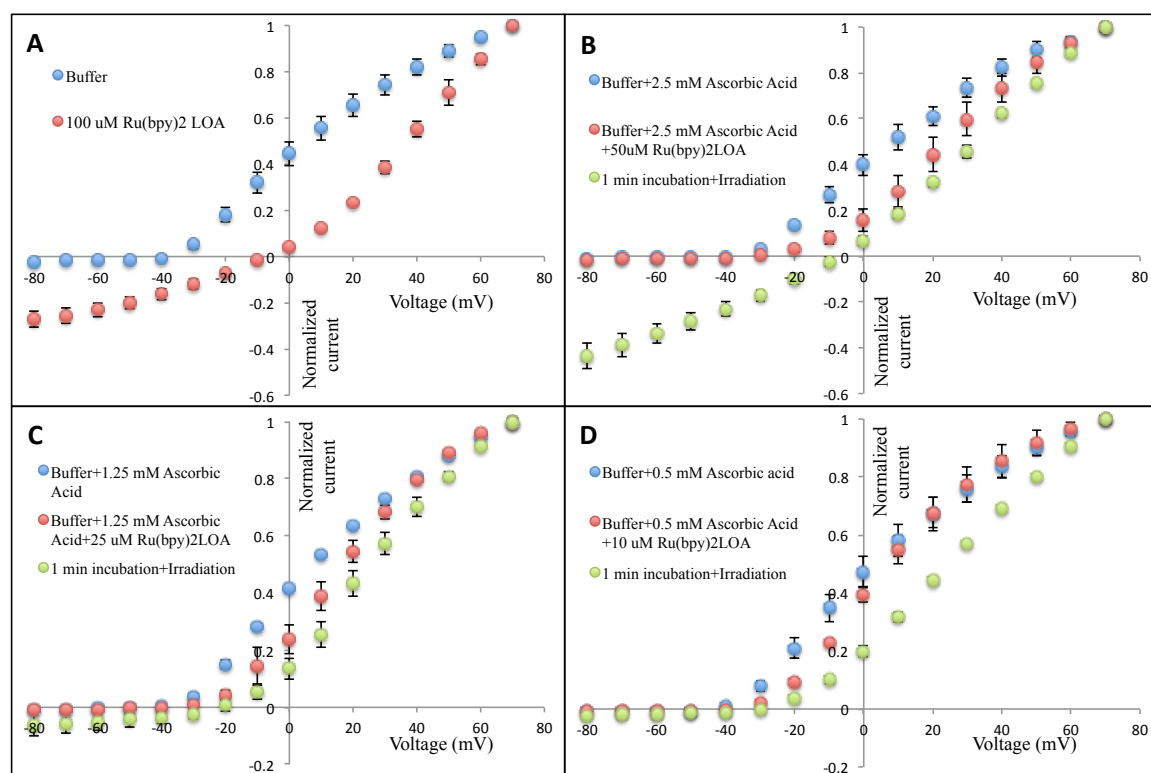 A
Buffer
100 uM Ru(bpy)2 LOA
1
0.8
0.6
0.4
0.2
0
-0.2
-0.4
-0.6
-80 -60 -40 -20 0 20 40 60 80
Voltage (mV)
Normalized
current
B
Buffer+2.5 mM Ascorbic Acid
Buffer+2.5 mM Ascorbic Acid
+50uM Ru(bpy)2LOA
1 min incubation+Irradiation
1
0.8
0.6
0.4
0.2
0
-0.2
-0.4
-0.6
-80 -60 -40 -20 0 20 40 60 80
Voltage (mV)
Normalized
current
C
Buffer+1.25 mM Ascorbic
Acid
Buffer+1.25 mM Ascorbic
Acid+25 uM Ru(bpy)2LOA
1 min incubation+Irradiation
Normalized
current
1
0.8
0.6
0.4
0.2
0
-0.2
-80 -60 -40 -20 0 20 40 60 80
Voltage (mV)
D
Buffer+0.5 mM Ascorbic acid
Buffer+0.5 mM Ascorbic Acid
+10 uM Ru(bpy)2LOA
1 min incubation+Irradiation
Normalized
current
1
0.8
0.6
0.4
0.2
0
-0.2
-80 -60 -40 -20 0 20 40 60 80
Voltage (mV)